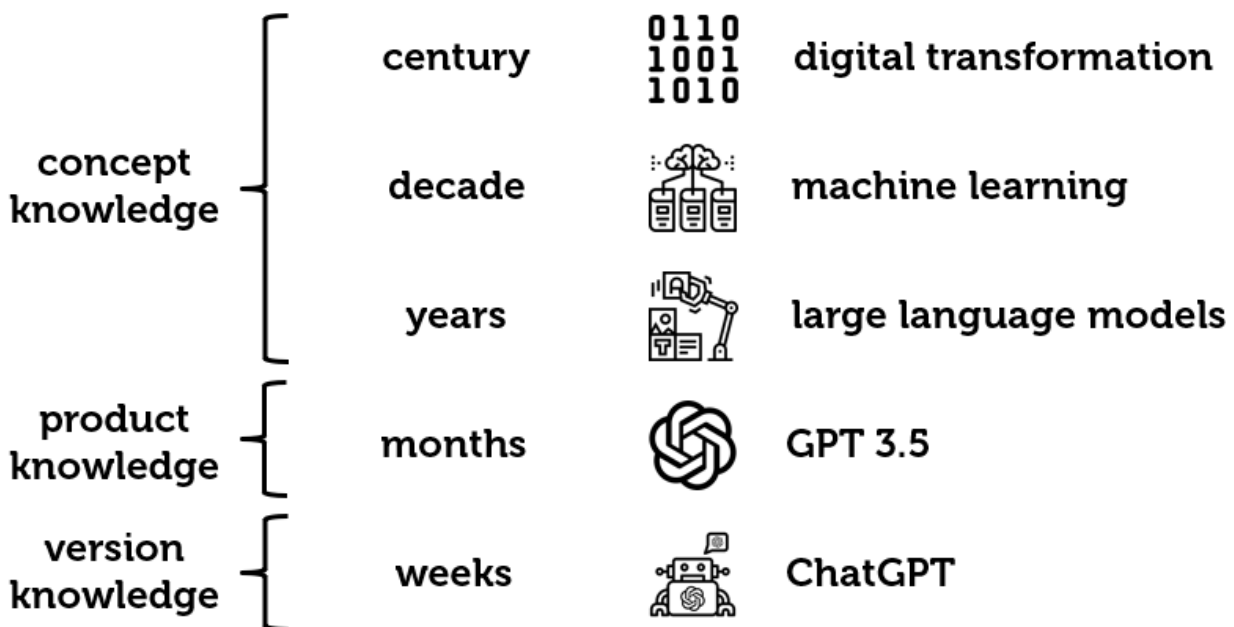 concept
knowledge
century
0110
1001
1010
digital transformation
decade
machine learning
years
A
T
large language models
product
knowledge
months
GPT 3.5
version
knowledge
weeks
ChatGPT